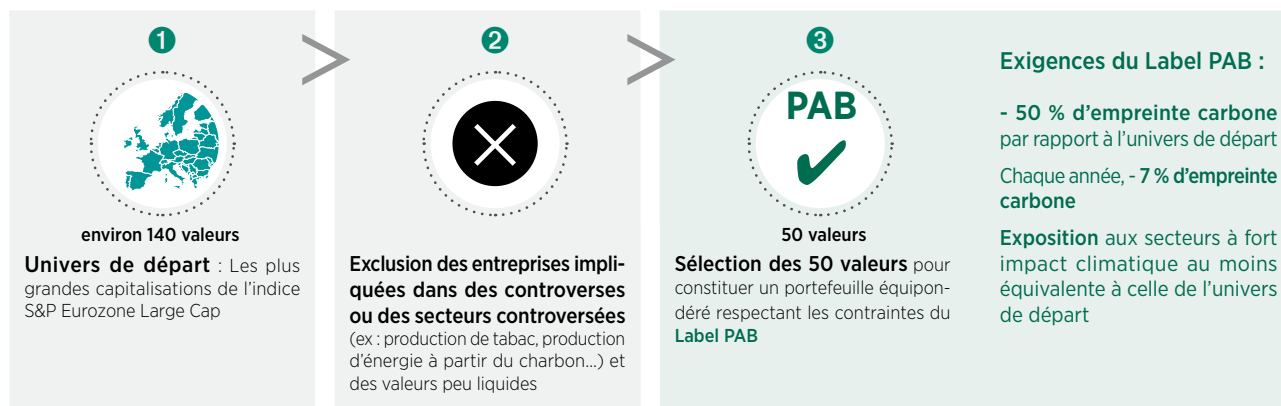 1
environ 140 valeurs
Univers de départ : Les plus
grandes capitalisations de l'indice
S&P Eurozone Large Cap
2
Exclusion des entreprises impli-
quées dans des controverses
ou des secteurs controversées
(ex : production de tabac, production
d'énergie à partir du charbon...) et
des valeurs peu liquides
3
PAB
50 valeurs
Sélection des 50 valeurs pour
constituer un portefeuille équipon-
déré respectant les contraintes du
Label PAB
Exigences du Label PAB :
- 50 % d'empreinte carbone
par rapport à l'univers de départ
Chaque année, - 7 % d'empreinte
carbone
Exposition aux secteurs à fort
impact climatique au moins
équivalente à celle de l'univers
de départ